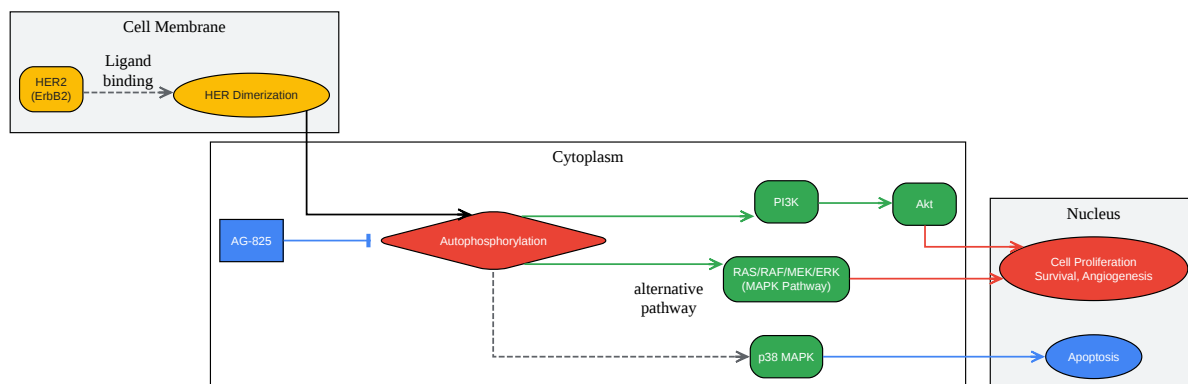 Cell Membrane
Ligand
binding
HER2
(ErbB2)
HER Dimerization
Cytoplasm
PI3K
Akt
Nucleus
AG-825
Autophosphorylation
Cell Proliferation
Survival, Angiogenesis
RAS/RAF/MEK/ERK
(MAPK Pathway)
alternative
pathway
p38 MAPK
Apoptosis